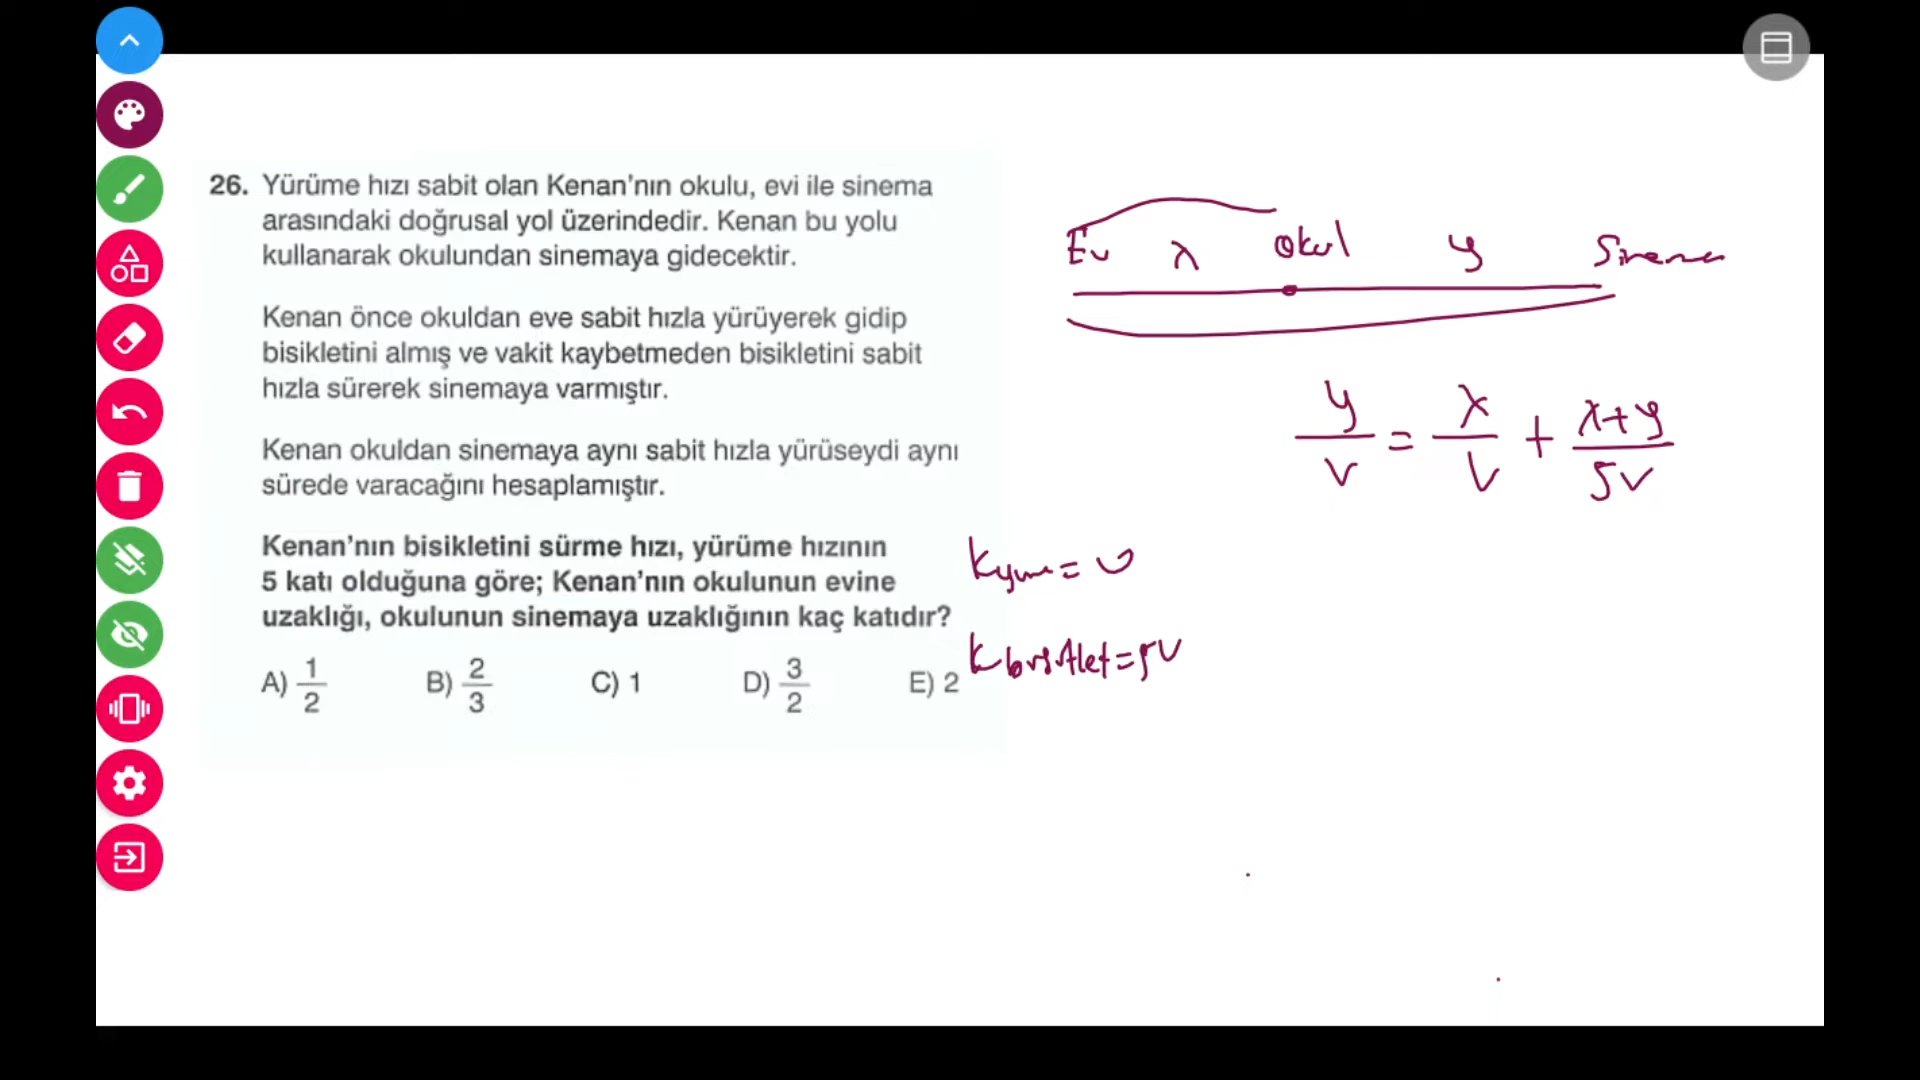 26. Yürüme hızı sabit olan Kenan'nın okulu, evi ile sinema
arasındaki doğrusal yol üzerindedir. Kenan bu yolu
kullanarak okulundan sinemaya gidecektir.
Kenan önce okuldan eve sabit hızla yürüyerek gidip
bisikletini almış ve vakit kaybetmeden bisikletini sabit
hızla sürerek sinemaya varmıştır.
Kenan okuldan sinemaya aynı sabit hızla yürüseydi aynı
sürede varacağını hesaplamıştır.
Kenan'nın bisikletini sürme hızı, yürüme hızının
5 katı olduğuna göre; Kenan'nın okulunun evine
uzaklığı, okulunun sinemaya uzaklığının kaç katıdır?
A) 1/2 B) 2/3 C) 1 D) 3/2 E) 2
Ev x okul y Sinema
y/v = x/v + x+y/5v
= v
= 5v